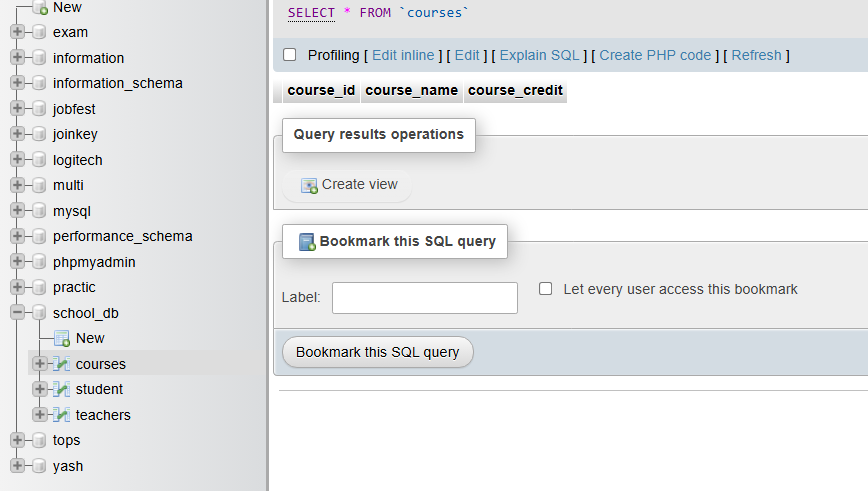 New
exam
information
information_schema
jobfest
joinkey
logitech
multi
mysql
performance_schema
phpmyadmin
practic
school_db
New
courses
student
teachers
tops
yash
SELECT * FROM `courses`
Profiling [ Edit inline ] [ Edit ] [ Explain SQL ] [ Create PHP code ] [ Refresh ]
course_id course_name course_credit
Query results operations
Create view
Bookmark this SQL query
Label: Let every user access this bookmark
Bookmark this SQL query